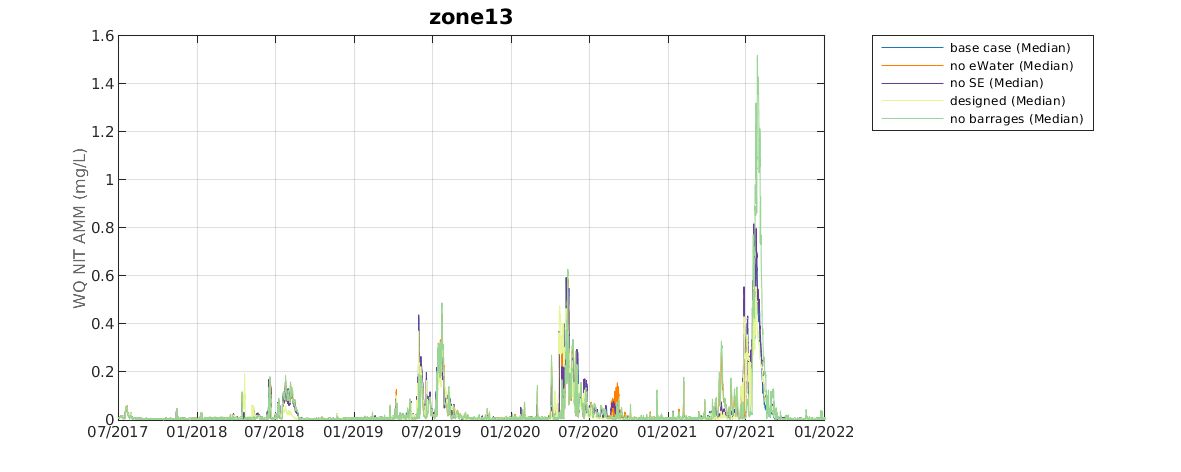 zone13
1.6
1.4
1.2
1
0.8
0.6
0.4
0.2
0
WQ NIT AMM (mg/L)
07/2017 01/2018 07/2018 01/2019 07/2019 01/2020 07/2020 01/2021 07/2021 01/2022
base case (Median)
no eWater (Median)
no SE (Median)
designed (Median)
no barrages (Median)